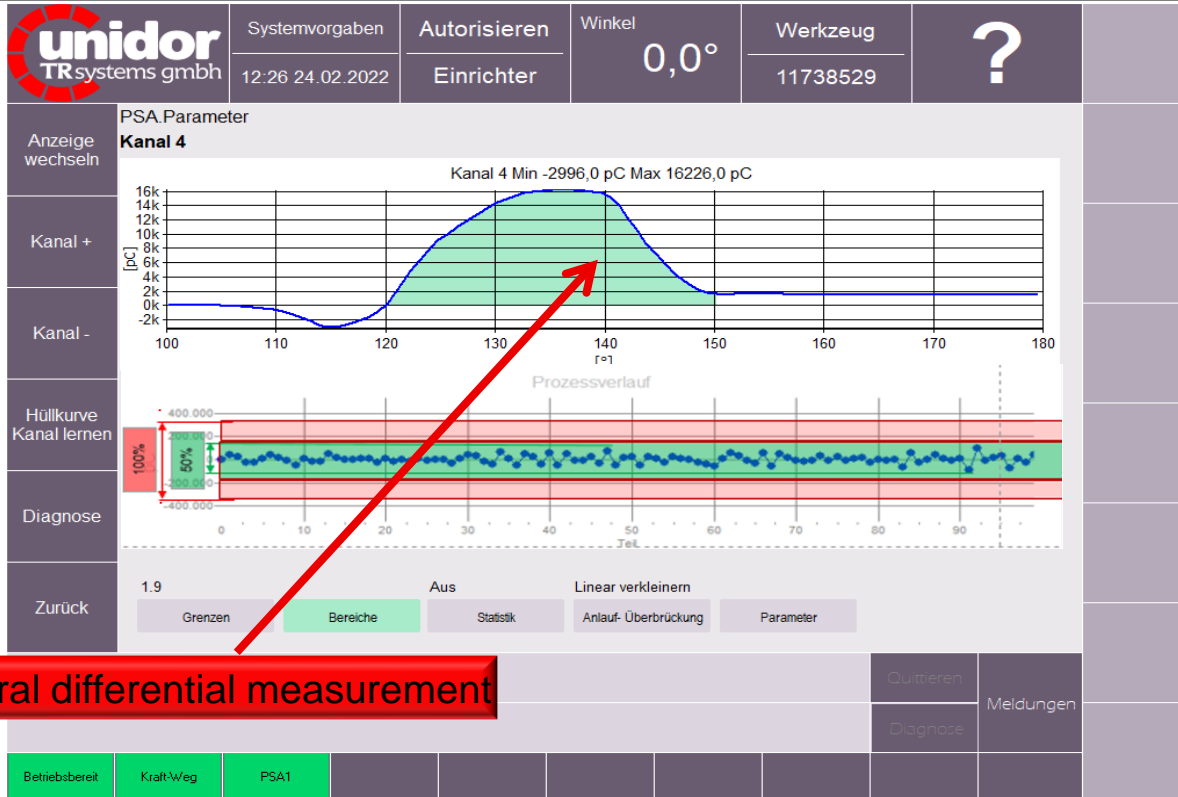 unidor
TRsystems gmbh
Systemvorgaben
12:26 24.02.2022
Autorisieren
Einrichter
Winkel
0,0°
Werkzeug
11738529
?
Anzeige
wechseln
Kanal +
Kanal -
Hüllkurve
Kanal lernen
Diagnose
Zurück
PSA.Parameter
Kanal 4
Kanal 4 Min -2996,0 pC Max 16226,0 pC
[pC]
16k
14k
12k
10k
8k
6k
4k
2k
0k
-2k
100 110 120 130 140 150 160 170 180
[°]
Prozessverlauf
400.000
200.000
-200.000
-400.000
100%
50%
0 10 20 30 40 50 60 70 80 90
Teil
1.9
Aus
Linear verkleinern
Grenzen
Bereiche
Statistik
Anlauf- Überbrückung
Parameter
ral differential measurement
Quittieren
Diagnose
Meldungen
Betriebsbereit
Kraft-Weg
PSA1